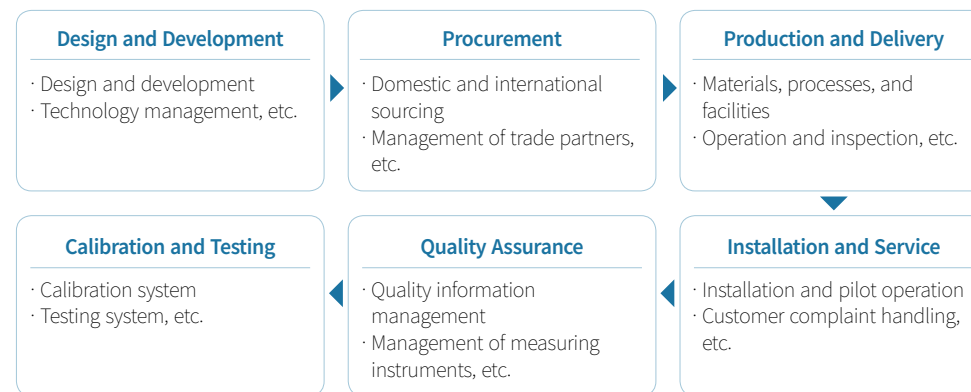 Design and Development
· Design and development
· Technology management, etc.
Procurement
· Domestic and international
sourcing
· Management of trade partners,
etc.
Production and Delivery
· Materials, processes, and
facilities
· Operation and inspection, etc.
Calibration and Testing
· Calibration system
· Testing system, etc.
Quality Assurance
· Quality information
management
· Management of measuring
instruments, etc.
Installation and Service
· Installation and pilot operation
· Customer complaint handling,
etc.